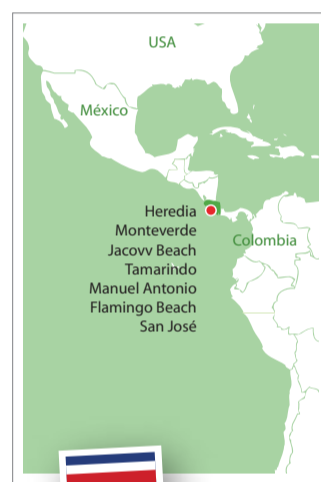 USA
México
Heredia
Monteverde
Jacovv Beach
Colombia
Tamarindo
Manuel Antonio
Flamingo Beach
San José